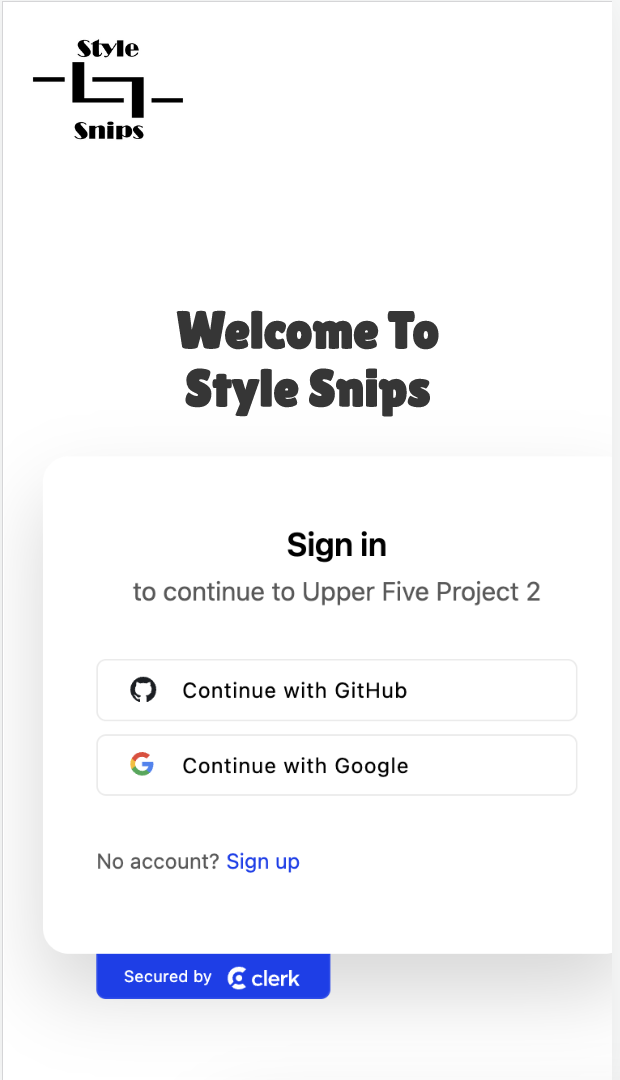 Style
Snips
Welcome To
Style Snips
Sign in
to continue to Upper Five Project 2
Continue with GitHub
Continue with Google
No account? Sign up
Secured by clerk